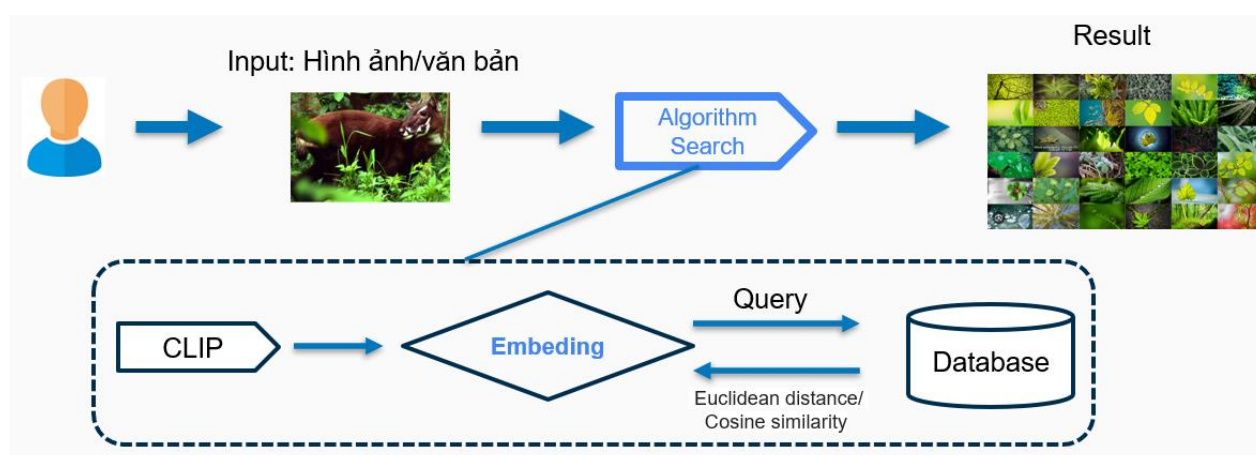 Result
Input: Hình ảnh/văn bản
Algorithm
Search
CLIP
Embeding
Query
Euclidean distance/
Cosine similarity
Database